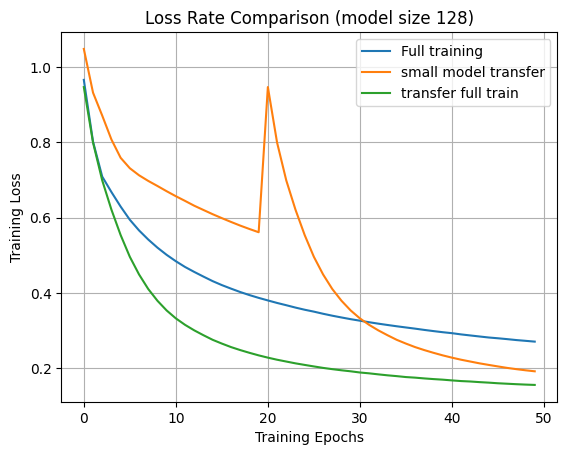 Loss Rate Comparison (model size 128)
Full training
small model transfer
transfer full train
Training Loss
1.0
0.8
0.6
0.4
0.2
0
10
20
30
40
50
Training Epochs